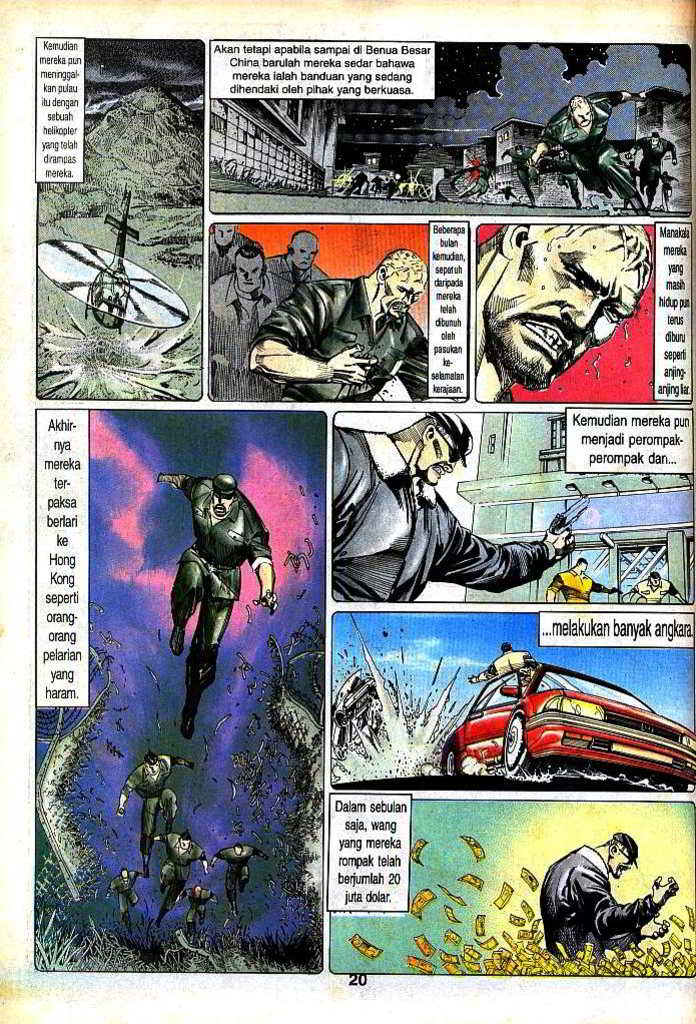 Kemudian
mereka pun
meninggal-
kan pulau
itu dengan
sebuah
helikopter
yang telah
dirampas
mereka.
Akan tetapi apabila sampai di Benua Besar
China barulah mereka sedar bahawa
mereka ialah banduan yang sedang
dihendaki oleh pihak yang berkuasa.
Beberapa
bulan
kemudian,
separuh
daripada
mereka
telah
dibunuh
oleh
pasukan
ke-
selamatan
kerajaan.
Manakala
mereka
yang
masih
hidup pun
terus
diburu
seperti
anjing-
anjing liar.
Akhir-
nya
mereka
ter-
paksa
berlari
ke
Hong
Kong
seperti
orang-
orang
pelarian
yang
haram.
Kemudian mereka pun
menjadi perompak-
perompak dan...
...melakukan banyak angkara.
Dalam sebulan
saja, wang
yang mereka
rompak telah
berjumlah 20
juta dolar.
20